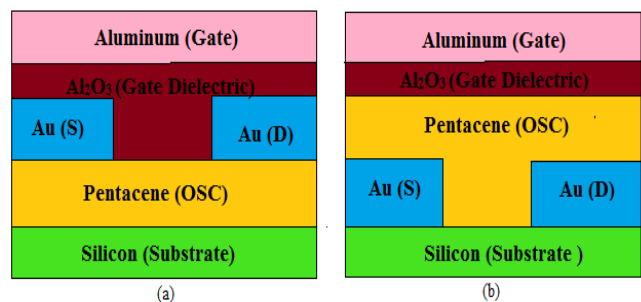 Aluminum (Gate)
Al₂O₃ (Gate Dielectric)
Au (S)
Au (D)
Pentacene (OSC)
Silicon (Substrate)
(a)
Aluminum (Gate)
Al₂O₃ (Gate Dielectric)
Pentacene (OSC)
Au (S)
Au (D)
Silicon (Substrate )
(b)